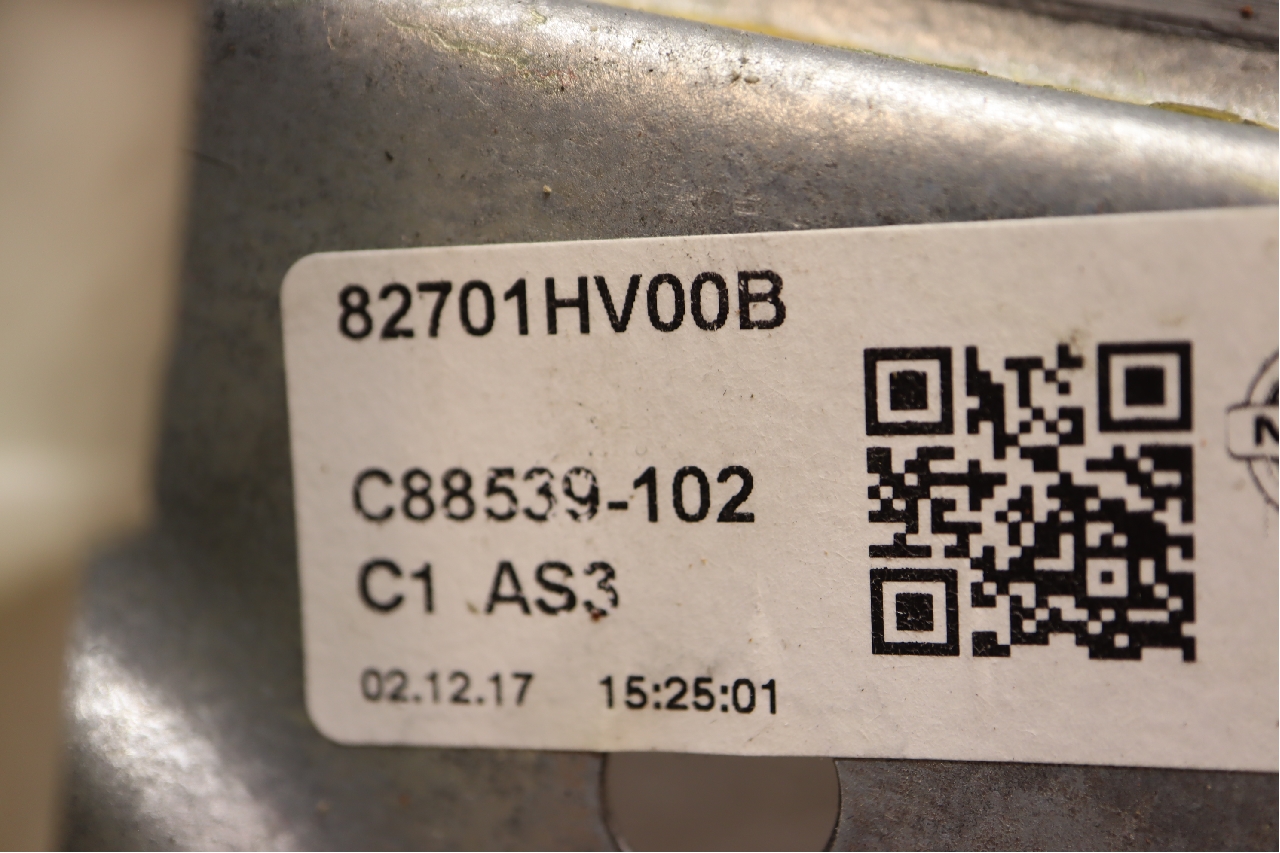 82701HV00B
C88539-102
C1 AS3
02.12.17 15:25:01
N